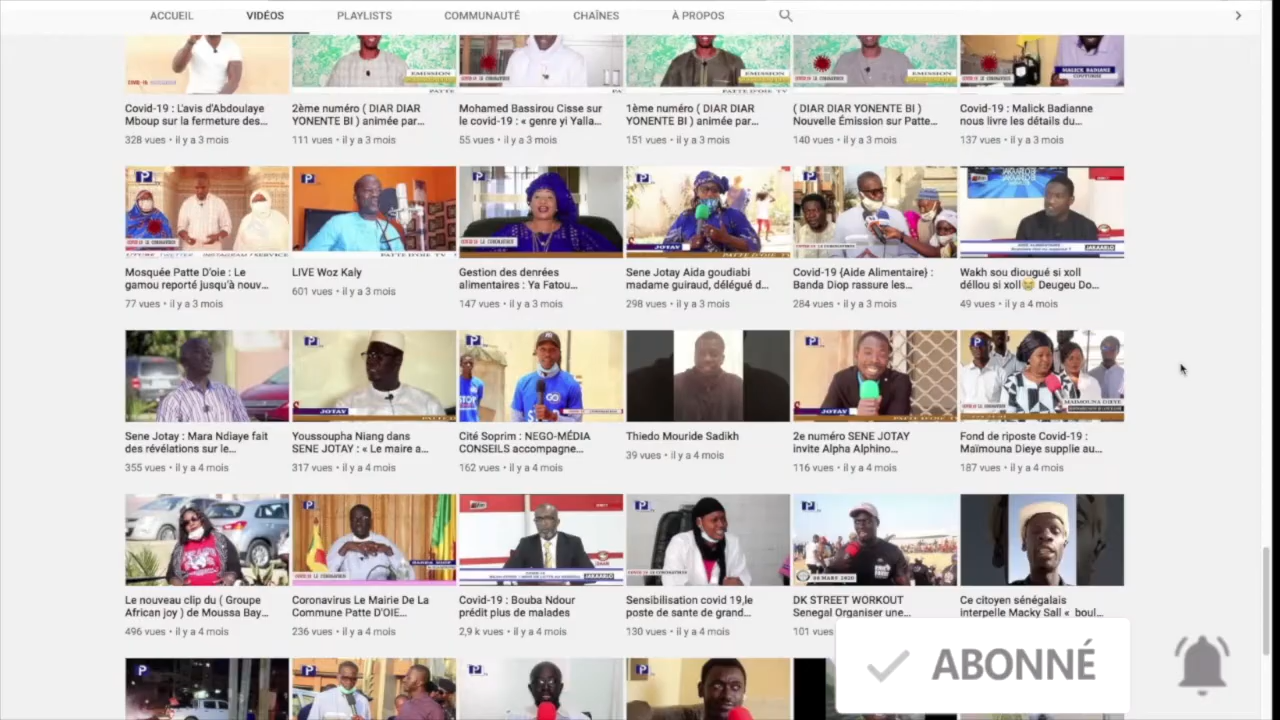 ACCUEIL VIDÉOS PLAYLISTS COMMUNAUTÉ CHAÎNES À PROPOS
Covid-19 : L'avis d'Abdoulaye
Mboup sur la fermeture des...
328 vues • il y a 3 mois
2ème numéro ( DIAR DIAR
YONENTE BI ) animée par...
111 vues • il y a 3 mois
Mohamed Bassirou Cisse sur
le covid-19 : « genre yi Yalla...
55 vues • il y a 3 mois
1ème numéro ( DIAR DIAR
YONENTE BI ) animée par...
151 vues • il y a 3 mois
( DIAR DIAR YONENTE BI )
Nouvelle Émission sur Patte...
140 vues • il y a 3 mois
MALICK BADIANE
Covid-19 : Malick Badianne
nous livre les détails du...
137 vues • il y a 3 mois
Mosquée Patte D'oie : Le
gamou reporté jusqu'à nouv...
77 vues • il y a 3 mois
LIVE Woz Kaly
601 vues • il y a 3 mois
Gestion des denrées
alimentaires : Ya Fatou...
147 vues • il y a 3 mois
JOTAY
Sene Jotay Aida goudiabi
madame guiraud, délégué d...
298 vues • il y a 3 mois
Covid-19 {Aide Alimentaire} :
Banda Diop rassure les...
284 vues • il y a 3 mois
Wakh sou diougué si xoll
déllou si xoll😭 Deugeu Do...
49 vues • il y a 4 mois
Sene Jotay : Mara Ndiaye fait
des révélations sur le...
355 vues • il y a 4 mois
JOTAY
Youssoupha Niang dans
SENE JOTAY : « Le maire a...
317 vues • il y a 4 mois
Cité Soprim : NEGO-MÉDIA
CONSEILS accompagne...
162 vues • il y a 4 mois
Thiedo Mouride Sadikh
39 vues • il y a 4 mois
JOTAY
2e numéro SENE JOTAY
invite Alpha Alphino...
116 vues • il y a 4 mois
MAIMOUNA DIEYE
Fond de riposte Covid-19 :
Maïmouna Dieye supplie au...
187 vues • il y a 4 mois
Le nouveau clip du ( Groupe
African joy ) de Moussa Bay...
496 vues • il y a 4 mois
Coronavirus Le Mairie De La
Commune Patte D'OIE...
236 vues • il y a 4 mois
Covid-19 : Bouba Ndour
prédit plus de malades
2,9 k vues • il y a 4 mois
Sensibilisation covid 19,le
poste de sante de grand...
130 vues • il y a 4 mois
08 MARS 2020
DK STREET WORKOUT
Senegal Organiser une...
101 vues
Ce citoyen sénégalais
interpelle Macky Sall « boul...
ABONNÉ